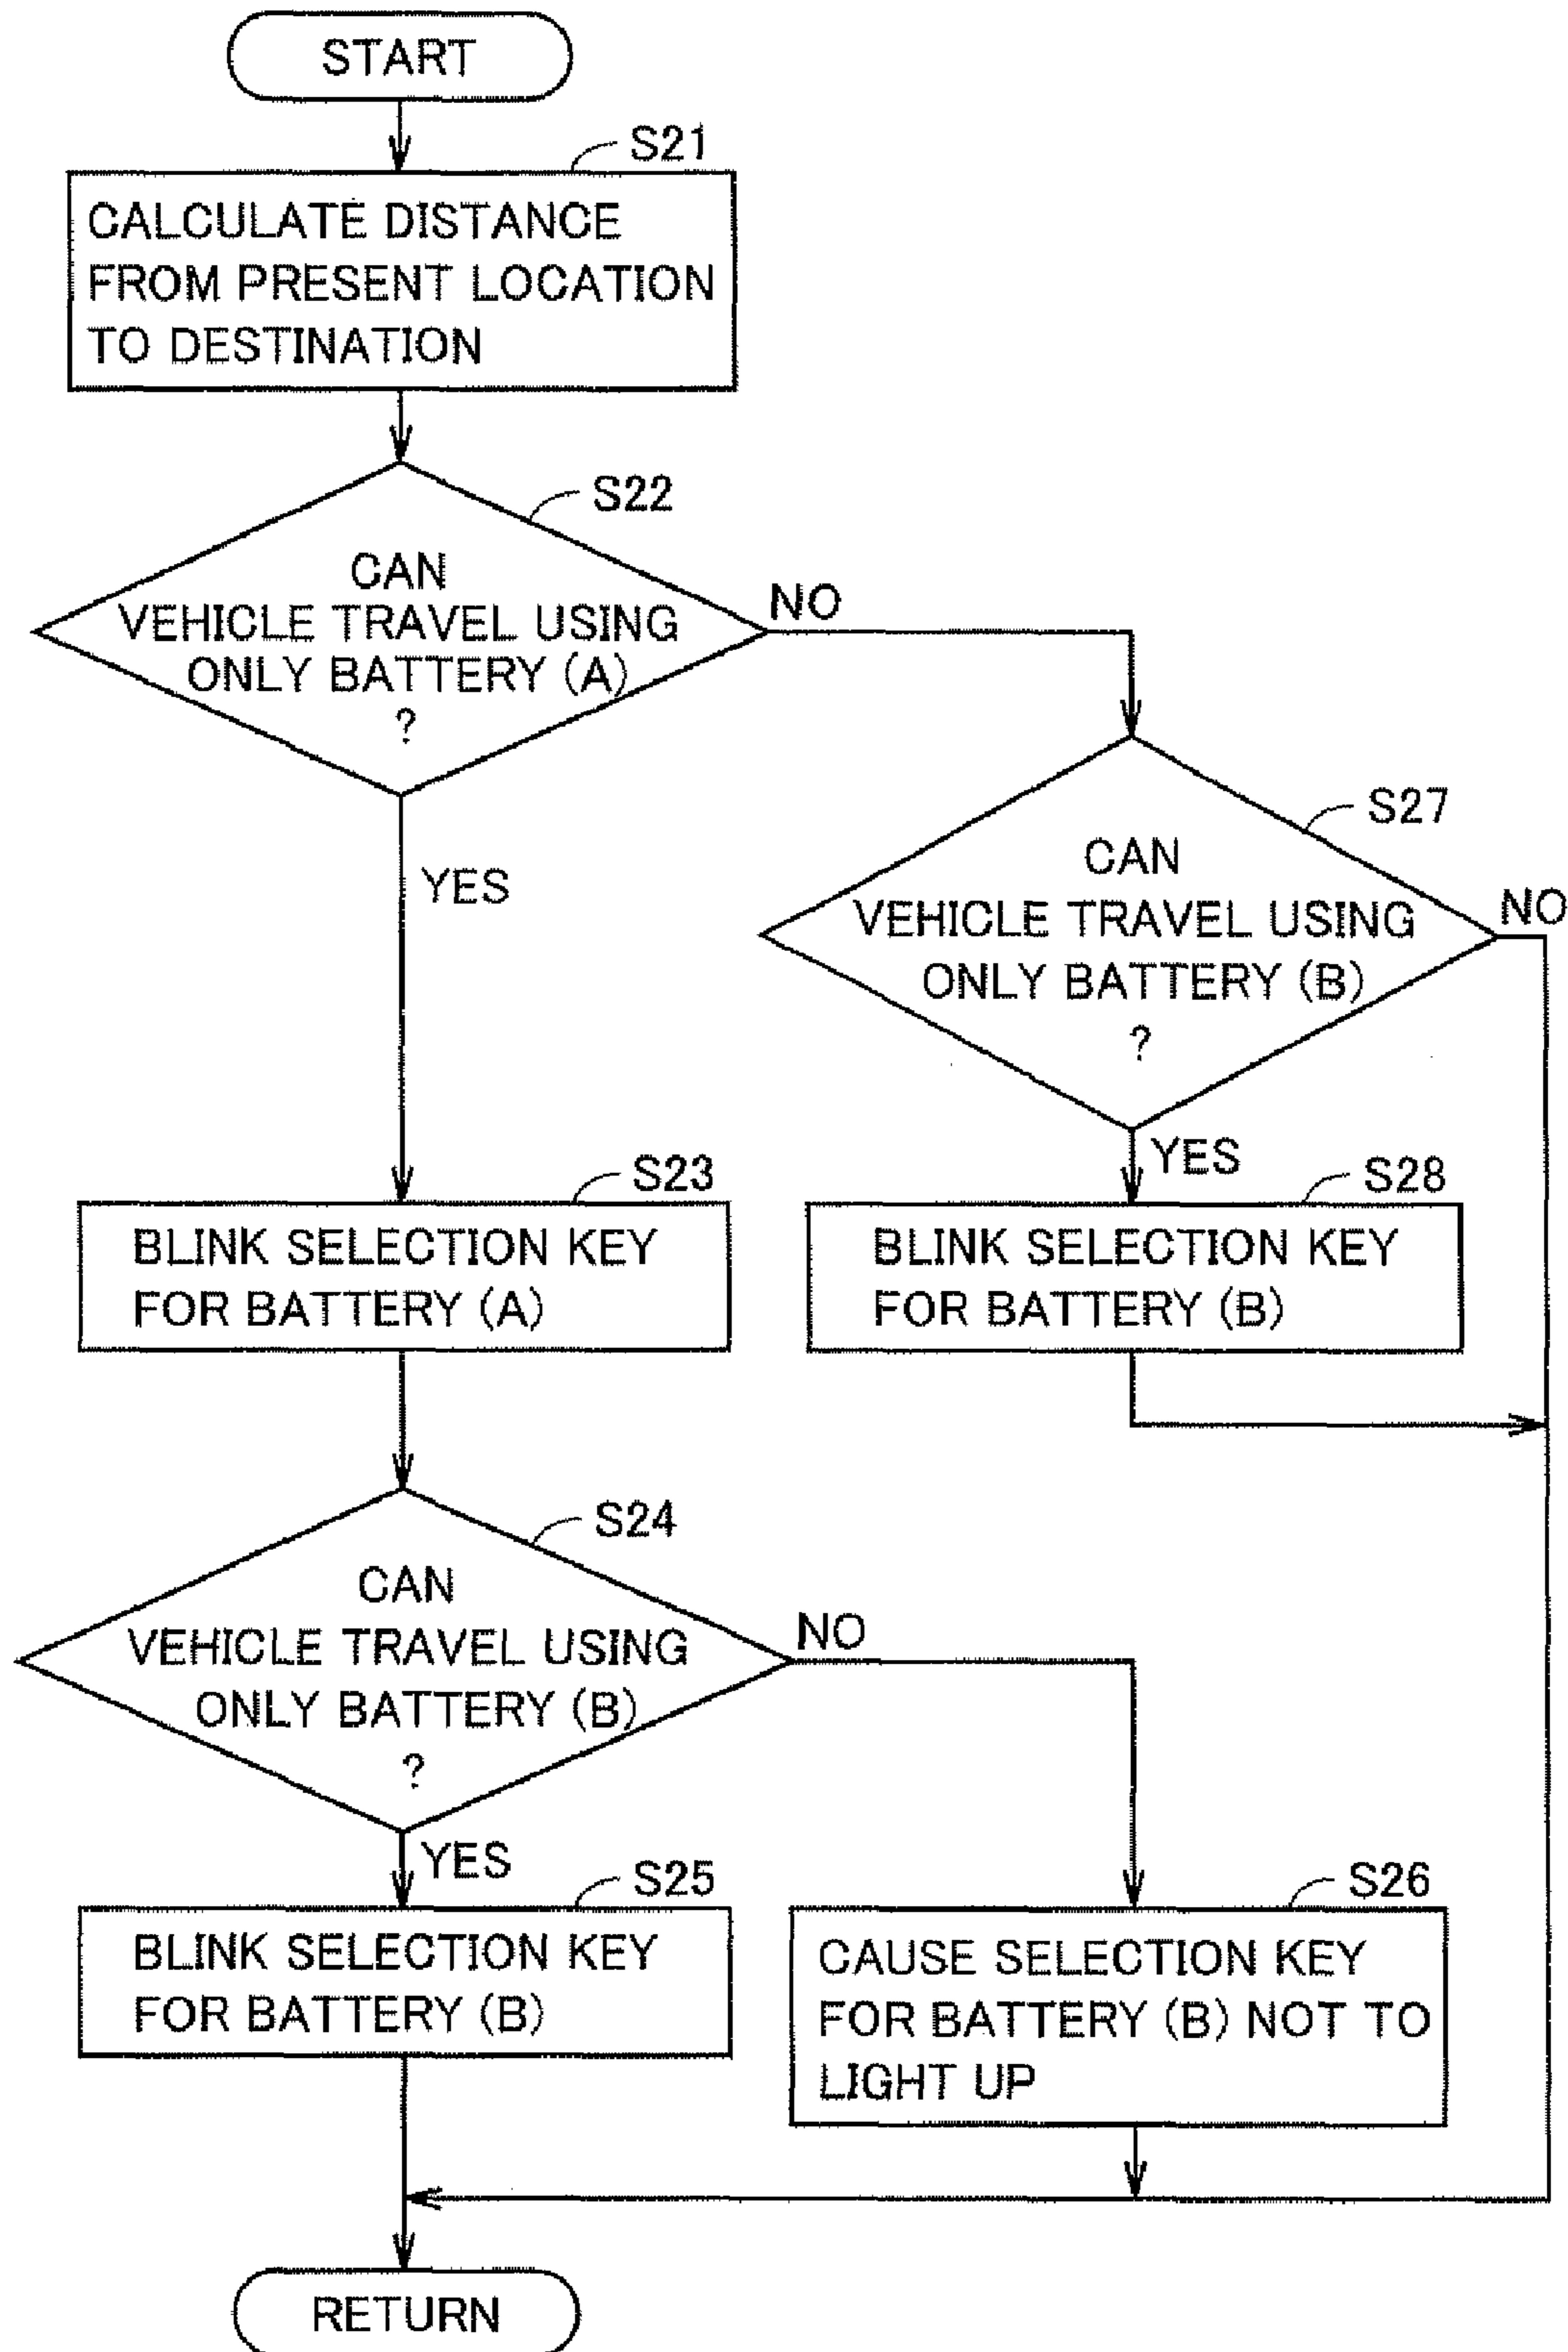 START
S21
CALCULATE DISTANCE
FROM PRESENT LOCATION
TO DESTINATION
S22
CAN
VEHICLE TRAVEL USING
ONLY BATTERY (A)
?
NO
YES
S27
CAN
VEHICLE TRAVEL USING
ONLY BATTERY (B)
?
NO
YES
S23
BLINK SELECTION KEY
FOR BATTERY (A)
S28
BLINK SELECTION KEY
FOR BATTERY (B)
S24
CAN
VEHICLE TRAVEL USING
ONLY BATTERY (B)
?
NO
YES
S25
BLINK SELECTION KEY
FOR BATTERY (B)
S26
CAUSE SELECTION KEY
FOR BATTERY (B) NOT TO
LIGHT UP
RETURN